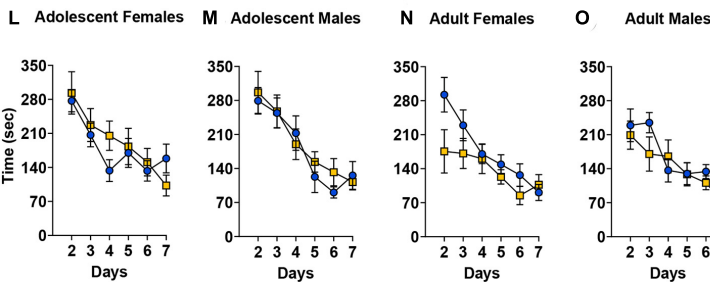 L Adolescent Females
M Adolescent Males
N Adult Females
O Adult Males
Time (sec)
350
280
210
140
70
0
2 3 4 5 6 7
Days
350
280
210
140
70
0
2 3 4 5 6 7
Days
350
280
210
140
70
0
2 3 4 5 6 7
Days
350
280
210
140
70
0
2 3 4 5 6
Days